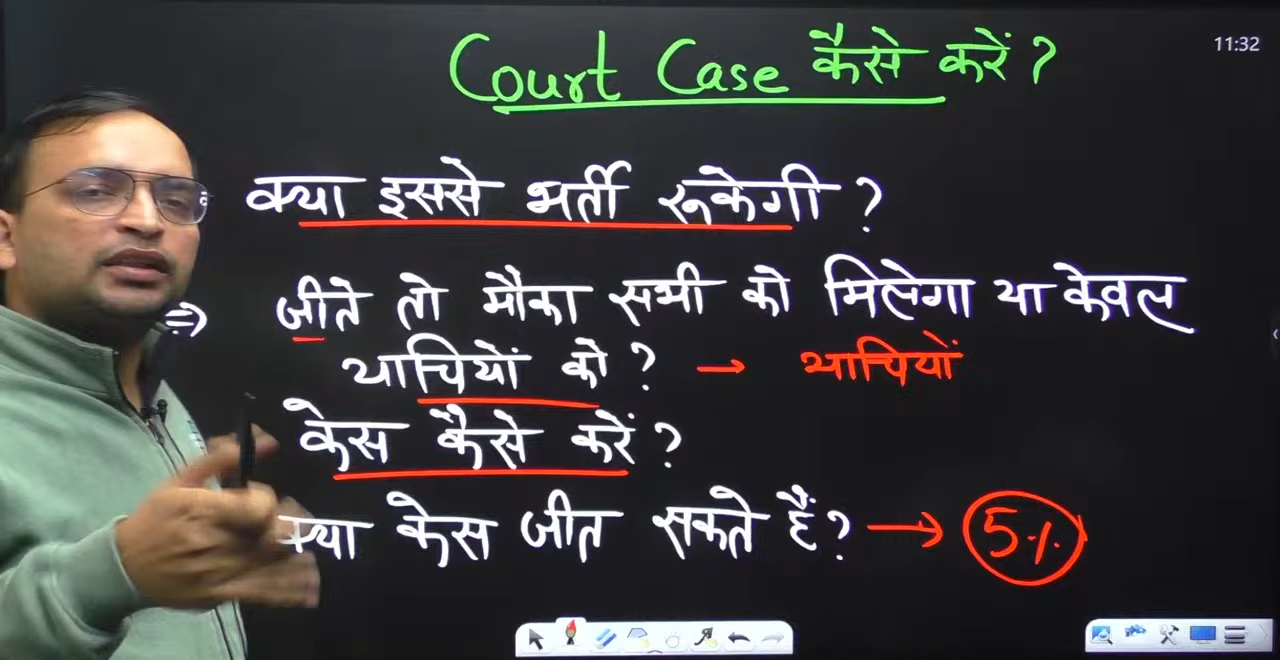 Court Case कैसे करें?
11:32
क्या इससे भर्ती रुकेगी?
⇒ जीते तो मौका सभी को मिलेगा या केवल
याचियों को? → याचियों
केस कैसे करें?
क्या केस जीत सकते हैं? → 5%